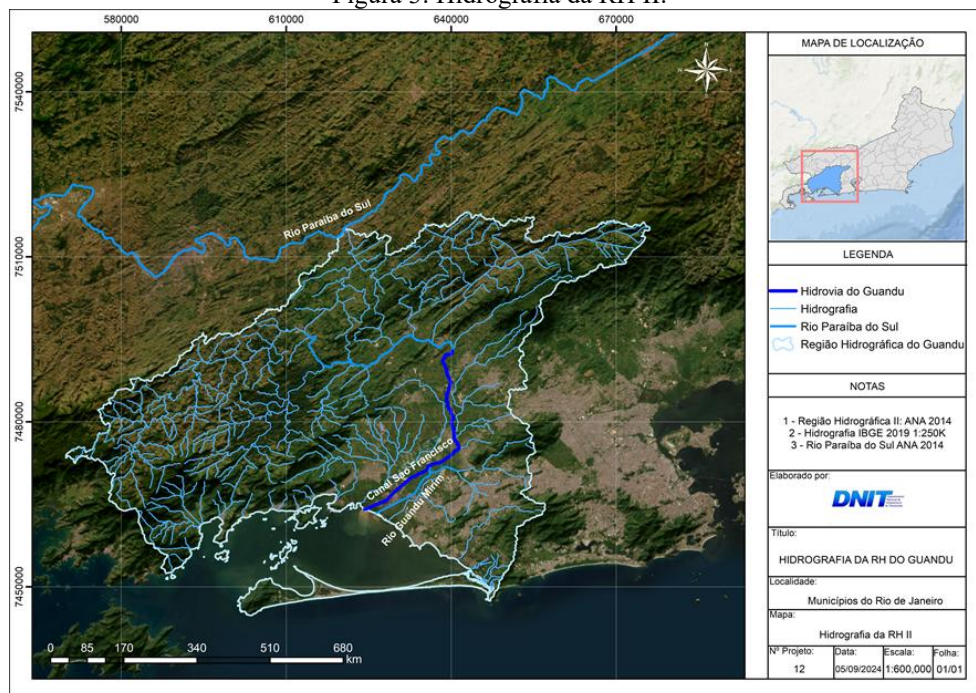 Figura 3. Hidrografia da RH II.
580000 610000 640000 670000
7540000
7510000
7480000
7450000
N
Rio Paraíba do Sul
Canal Sao Francisco
Rio Guandu Mirim
0 85 170 340 510 680
km
MAPA DE LOCALIZAÇÃO
LEGENDA
Hidrovia do Guandu
Hidrografia
Rio Paraíba do Sul
Região Hidrográfica do Guandu
NOTAS
1 - Região Hidrográfica II: ANA 2014
2 - Hidrografia IBGE 2019 1:250K
3 - Rio Paraíba do Sul ANA 2014
Elaborado por:
DNIT
Título:
HIDROGRAFIA DA RH DO GUANDU
Localidade:
Municípios do Rio de Janeiro
Mapa:
Hidrografia da RH II
Nº Projeto: Data: Escala: Folha:
12 05/09/2024 1:600,000 01/01